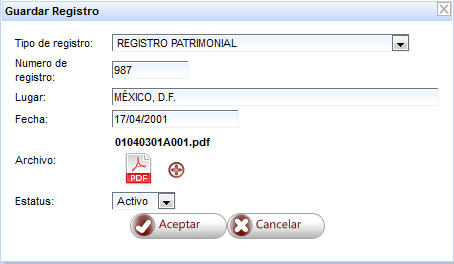 Guardar Registro
Tipo de registro: REGISTRO PATRIMONIAL
Numero de
registro: 987
Lugar: MÉXICO, D.F.
Fecha: 17/04/2001
01040301A001.pdf
Archivo:
PDF
Estatus: Activo
Aceptar Cancelar